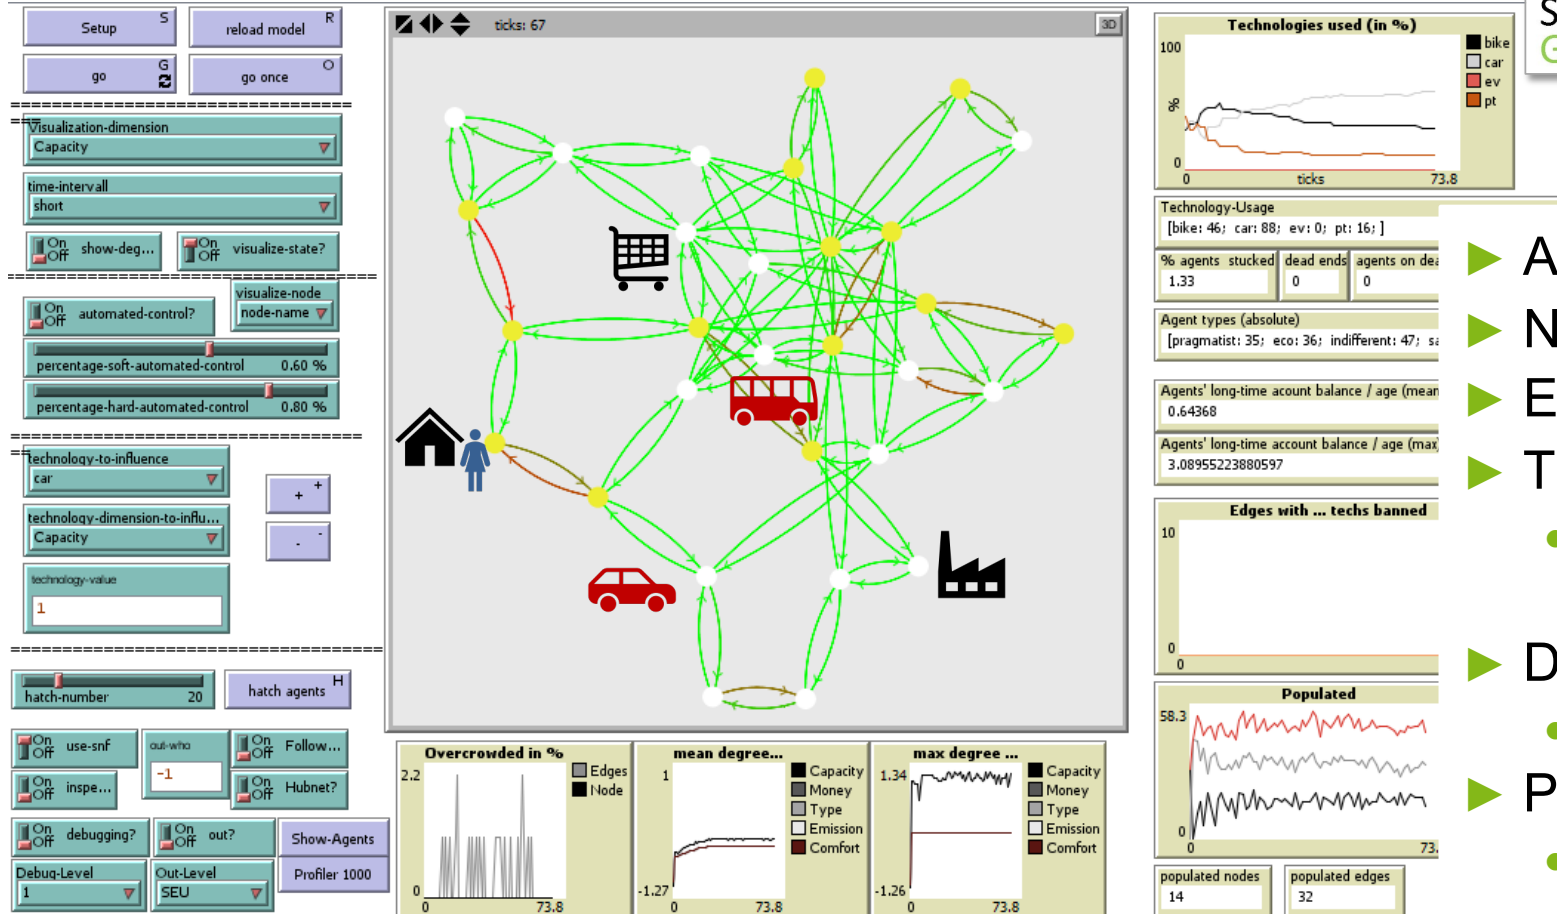 Setup
S
reload model
R
go
G
go once
O
Visualization-dimension
Capacity
time-intervall
short
On
Off
show-deg...
On
Off
visualize-state?
On
Off
automated-control?
visualize-node
node-name
percentage-soft-automated-control 0.60 %
percentage-hard-automated-control 0.80 %
technology-to-influence
car
technology-dimension-to-influ...
Capacity
+
+
-
-
technology-value
1
hatch-number 20
hatch agents
H
On
Off
use-snf
out-who
-1
On
Off
Follow...
On
Off
inspe...
On
Off
Hubnet?
On
Off
debugging?
On
Off
out?
Show-Agents
Debug-Level
1
Out-Level
SEU
Profiler 1000
ticks: 67
3D
Overcrowded in %
2.2
0
0
73.8
Edges
Node
mean degree...
1
-1.27
0
73.8
Capacity
Money
Type
Emission
Comfort
max degree ...
1.34
-1.26
0
73.8
Capacity
Money
Type
Emission
Comfort
Technologies used (in %)
100
%
0
0
ticks
73.8
bike
car
ev
pt
Technology-Usage
[bike: 46; car: 88; ev: 0; pt: 16; ]
% agents stucked
1.33
dead ends
0
agents on dea
0
Agent types (absolute)
[pragmatist: 35; eco: 36; indifferent: 47; sa
Agents' long-time acount balance / age (mean
0.64368
Agents' long-time account balance / age (max)
3.08955223880597
Edges with ... techs banned
10
0
0
Populated
58.3
0
0
73.
populated nodes
14
populated edges
32
S
G
A
N
E
T
D
P